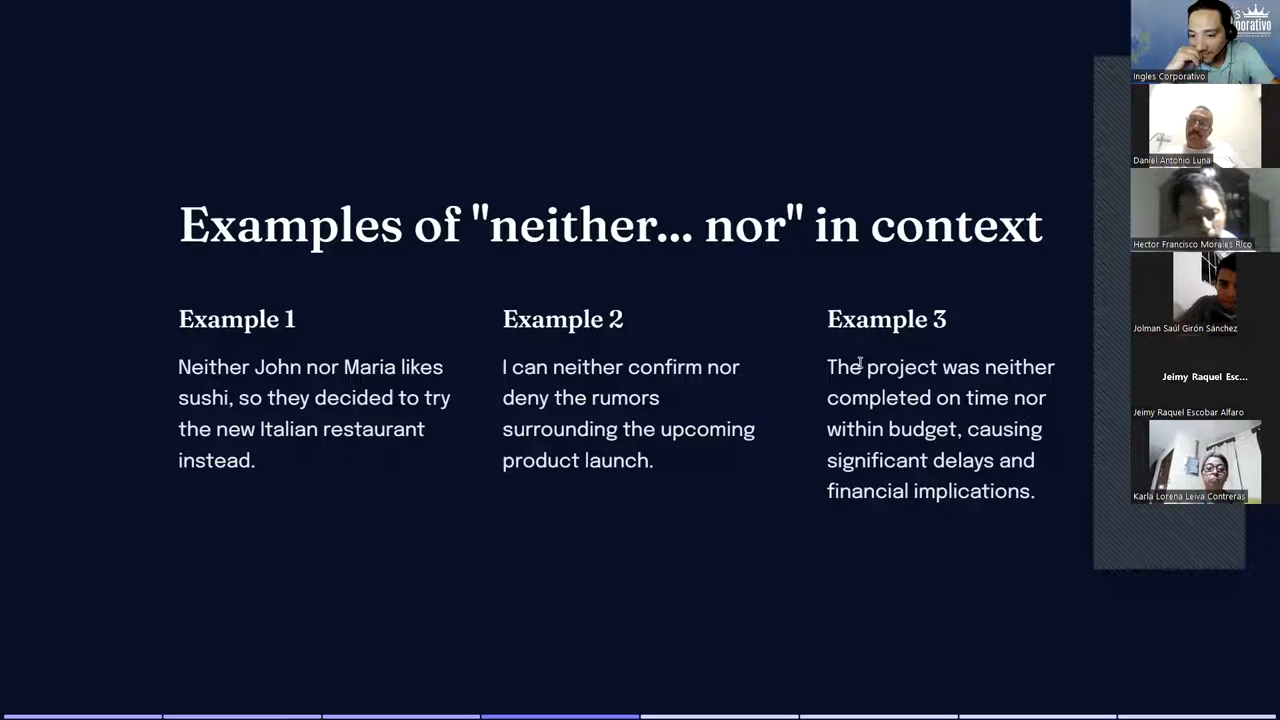 Examples of "neither... nor" in context
Example 1
Neither John nor Maria likes
sushi, so they decided to try
the new Italian restaurant
instead.
Example 2
I can neither confirm nor
deny the rumors
surrounding the upcoming
product launch.
Example 3
The project was neither
completed on time nor
within budget, causing
significant delays and
financial implications.
S
porativo
Ingles Corporativo
Daniel Antonio Luna
Hector Francisco Morales Rico
Jolman Saúl Girón Sánchez
Jeimy Raquel Esc...
Jeimy Raquel Escobar Alfaro
Karla Lorena Leiva Contreras